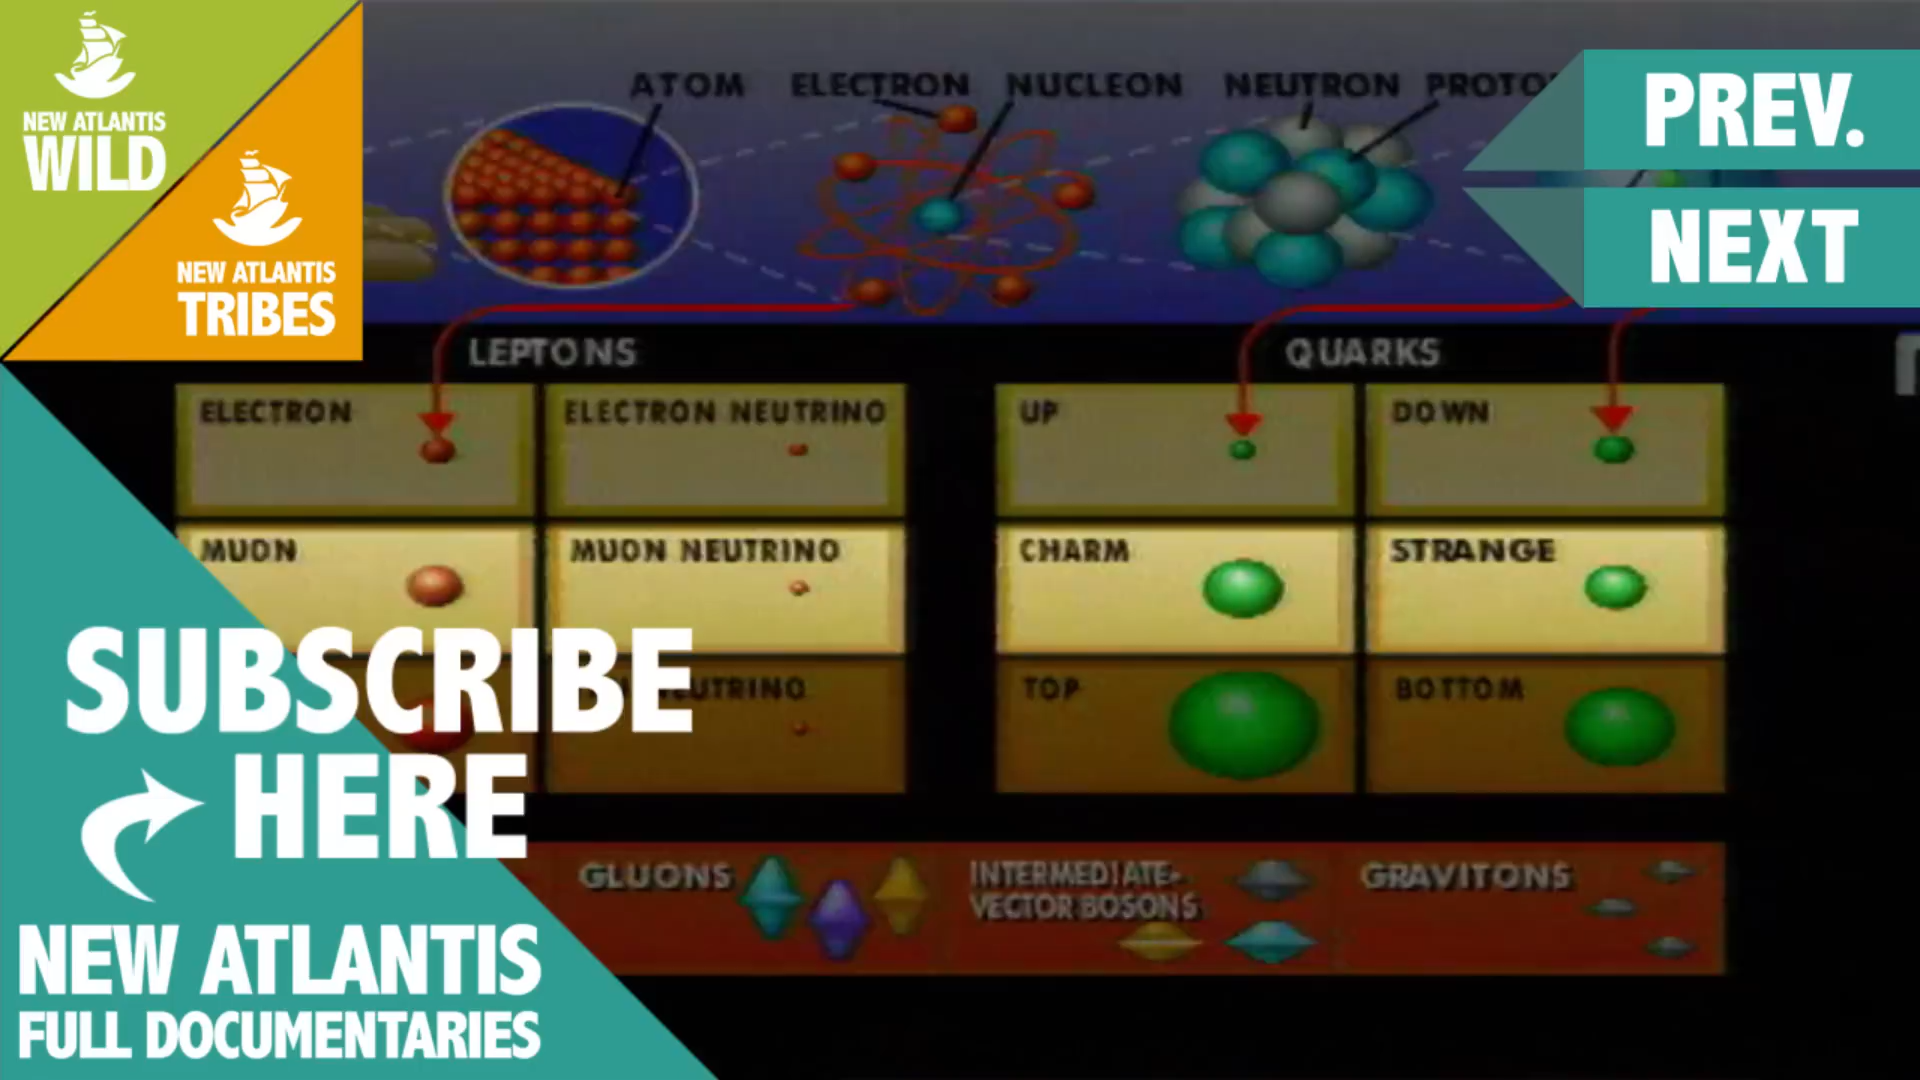 NEW ATLANTIS
WILD
NEW ATLANTIS
TRIBES
ATOM
ELECTRON
NUCLEON
NEUTRON
PREV.
NEXT
LEPTONS
QUARKS
ELECTRON
ELECTRON NEUTRINO
UP
DOWN
MUON
MUON NEUTRINO
CHARM
STRANGE
TOP
BOTTOM
SUBSCRIBE
HERE
GLUONS
INTERMEDIATE-
VECTOR BOSONS
GRAVITONS
NEW ATLANTIS
FULL DOCUMENTARIES